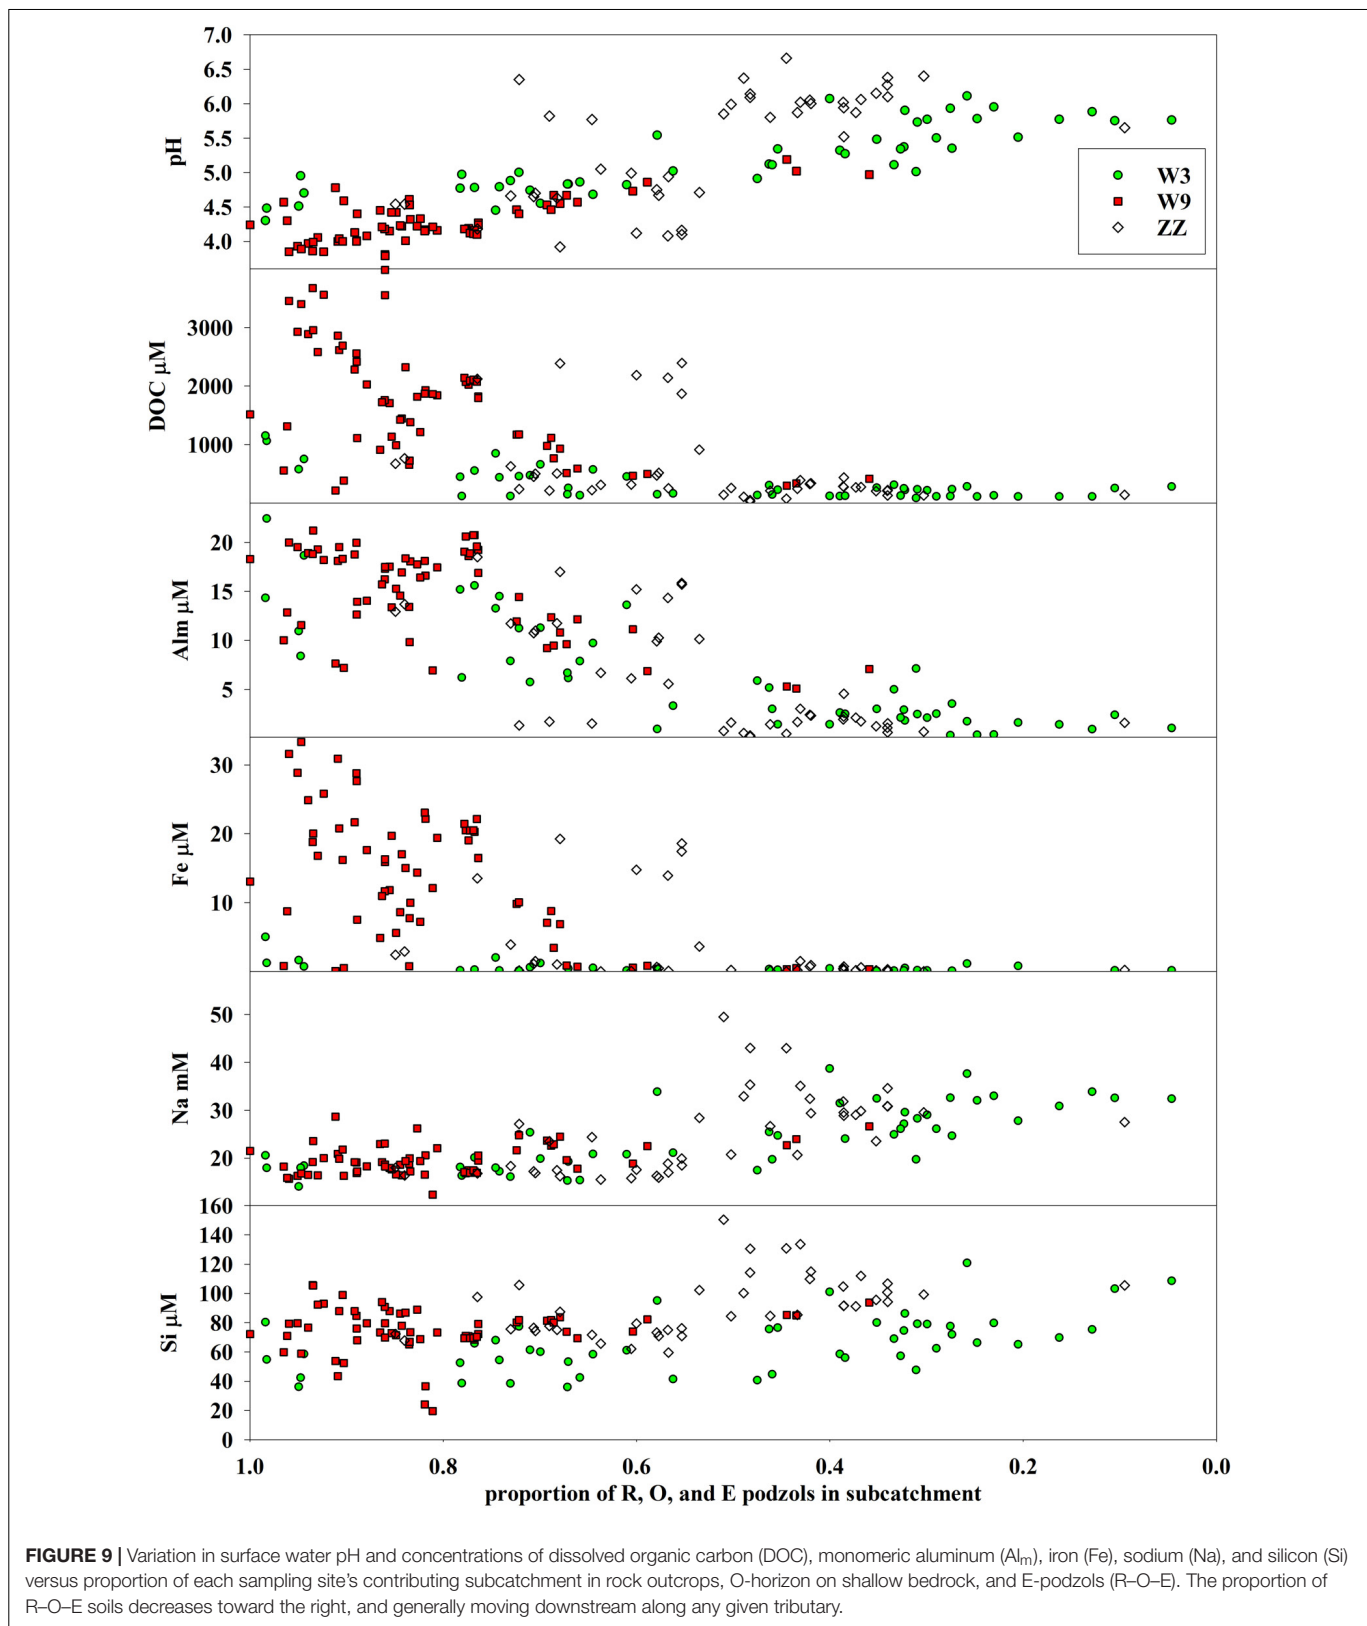 7.0
6.5
6.0
5.5
5.0
4.5
4.0
pH
W3
W9
ZZ
3000
2000
1000
DOC μM
20
15
10
5
Alm μM
30
20
10
Fe μM
50
40
30
20
Na mM
160
140
120
100
80
60
40
20
0
Si μM
1.0 0.8 0.6 0.4 0.2 0.0
proportion of R, O, and E podzols in subcatchment
FIGURE 9 | Variation in surface water pH and concentrations of dissolved organic carbon (DOC), monomeric aluminum (Alm), iron (Fe), sodium (Na), and silicon (Si)
versus proportion of each sampling site's contributing subcatchment in rock outcrops, O-horizon on shallow bedrock, and E-podzols (R–O–E). The proportion of
R–O–E soils decreases toward the right, and generally moving downstream along any given tributary.